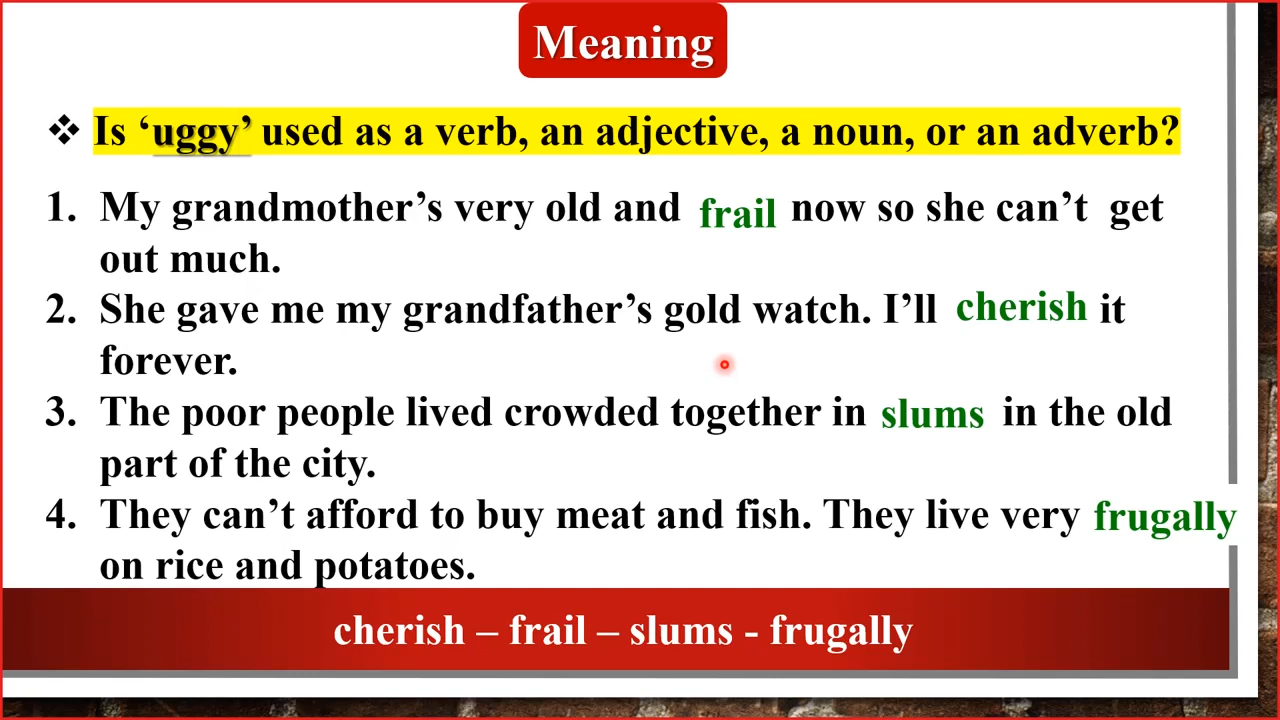 Meaning
❖ Is ‘uggy’ used as a verb, an adjective, a noun, or an adverb?
1. My grandmother’s very old and frail now so she can’t get
out much.
2. She gave me my grandfather’s gold watch. I’ll cherish it
forever.
3. The poor people lived crowded together in slums in the old
part of the city.
4. They can’t afford to buy meat and fish. They live very frugally
on rice and potatoes.
cherish – frail – slums - frugally